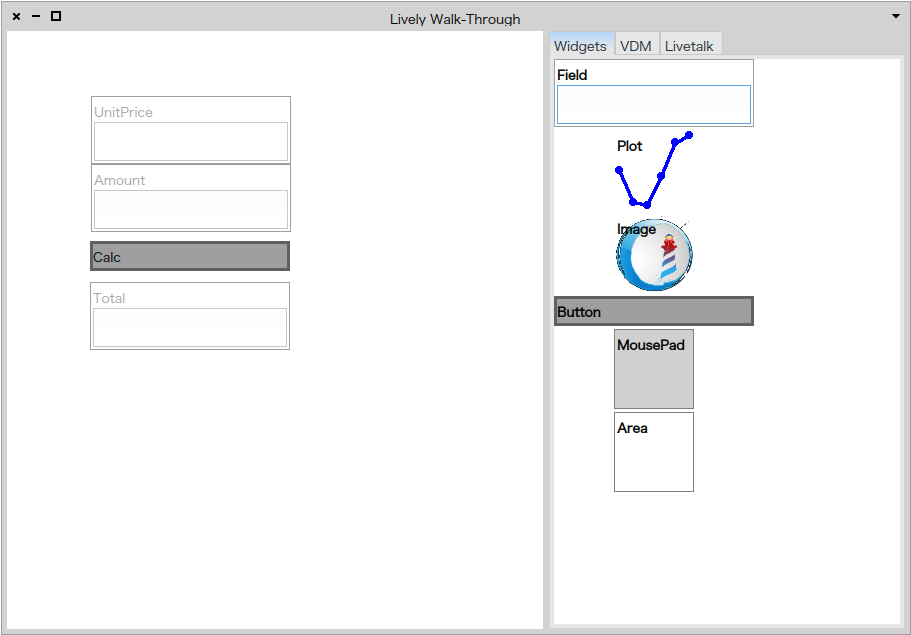 Lively Walk-Through
UnitPrice
Amount
Calc
Total
Widgets VDM Livetalk
Field
Plot
Image
Button
MousePad
Area